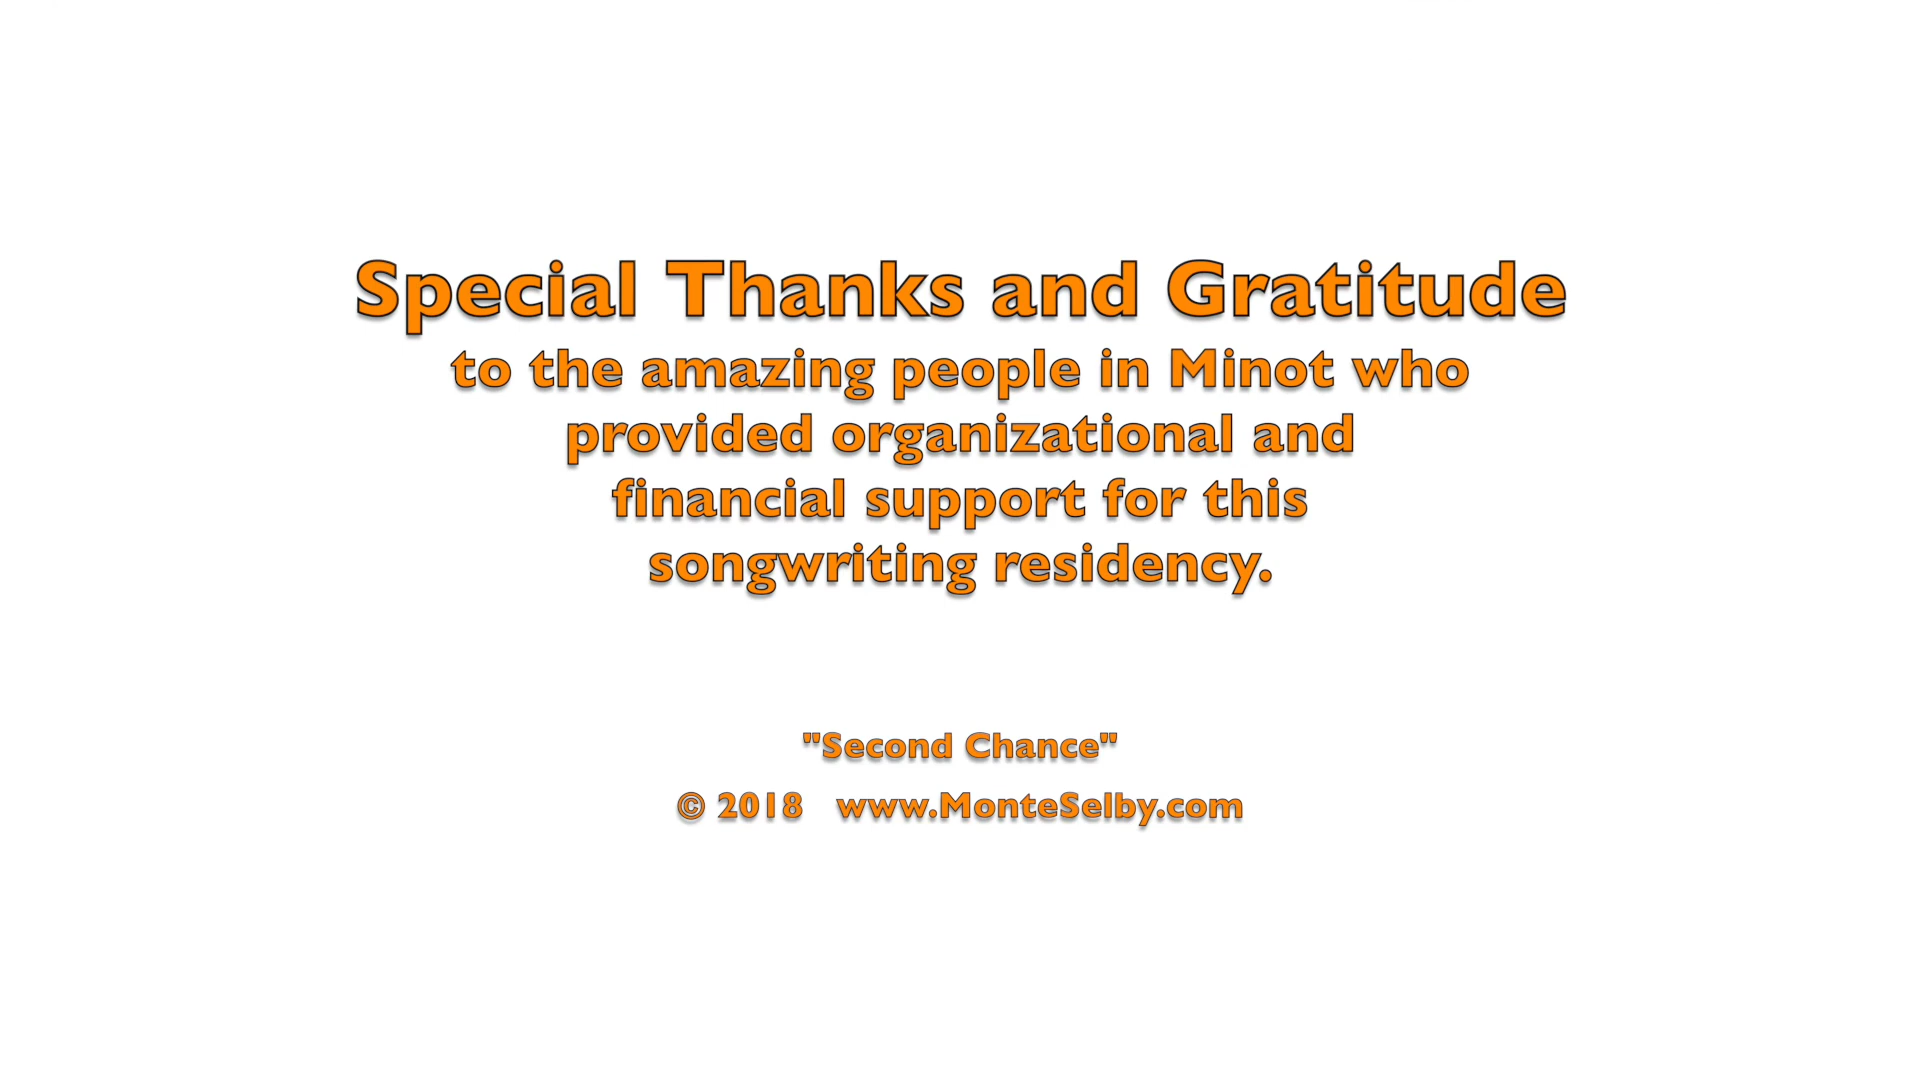 Special Thanks and Gratitude
to the amazing people in Minot who
provided organizational and
financial support for this
songwriting residency.
"Second Chance"
© 2018   www.MonteSelby.com